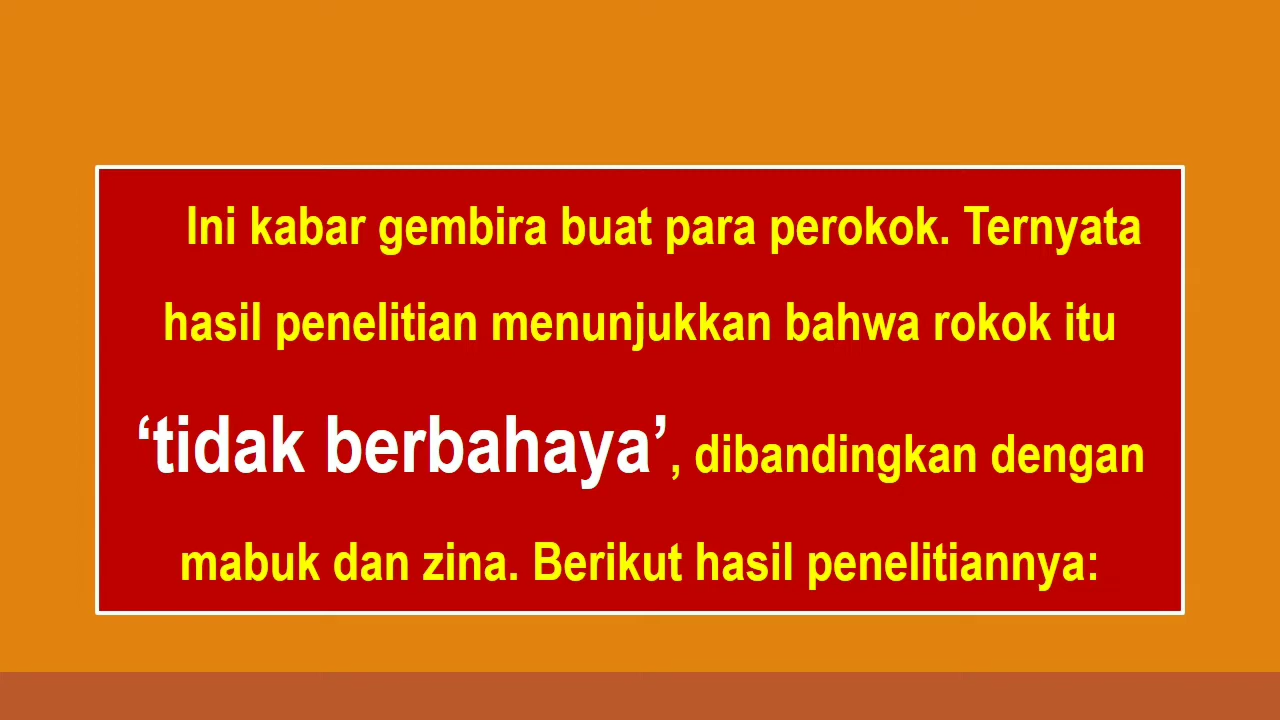 Ini kabar gembira buat para perokok. Ternyata
hasil penelitian menunjukkan bahwa rokok itu
‘tidak berbahaya’, dibandingkan dengan
mabuk dan zina. Berikut hasil penelitiannya: